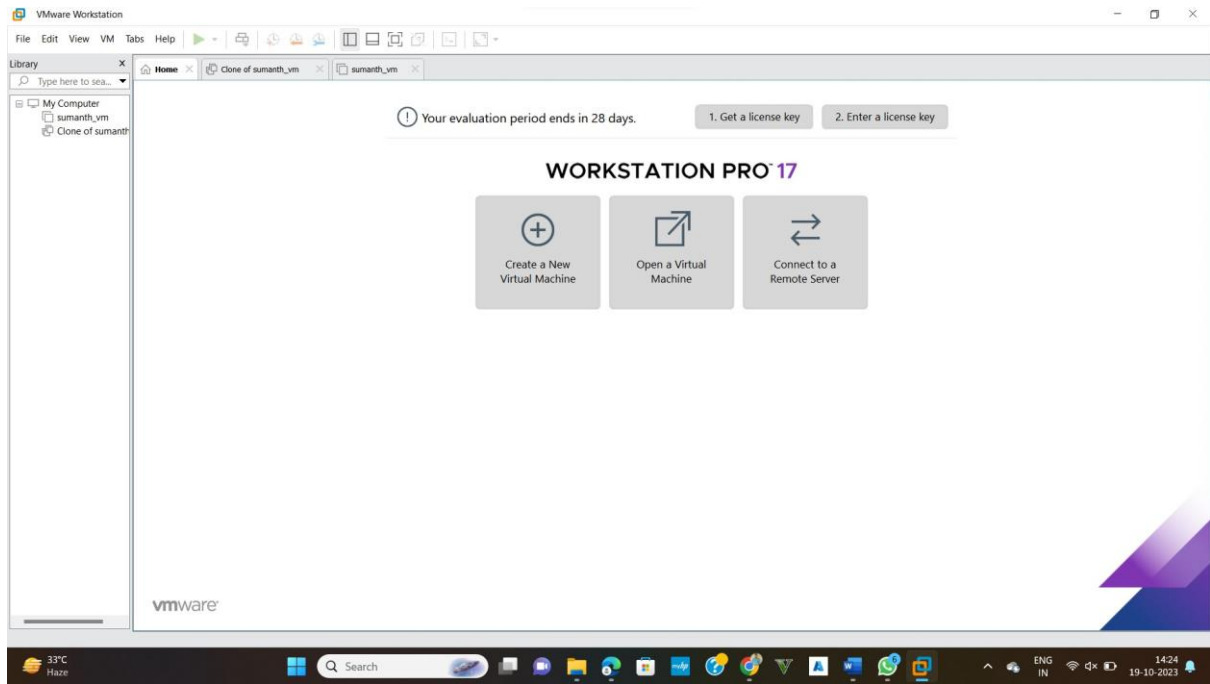 VMware Workstation
File Edit View VM Tabs Help
Library x
Home
Clone of sumanth_vm
sumanth_vm
Type here to sea...
My Computer
sumanth_vm
Clone of sumanth
Your evaluation period ends in 28 days.
1. Get a license key
2. Enter a license key
WORKSTATION PRO™ 17
Create a New
Virtual Machine
Open a Virtual
Machine
Connect to a
Remote Server
vmware
33°C
Haze
Search
ENG
IN
14:24
19-10-2023